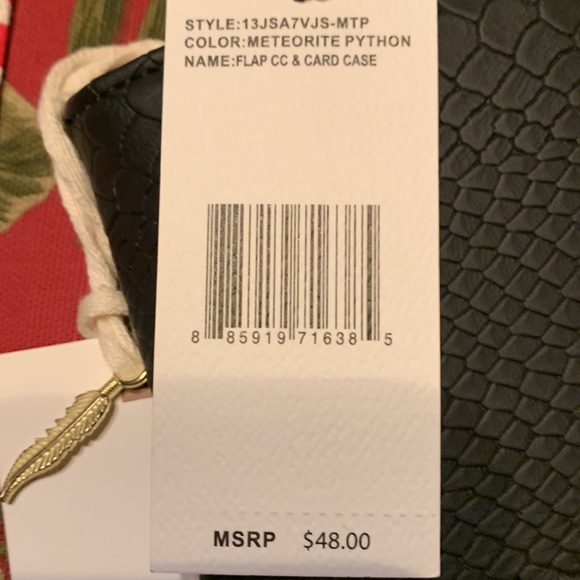 STYLE:13JSA7VJS-MTP
COLOR:METEORITE PYTHON
NAME:FLAP CC & CARD CASE
8 85919 71638 5
MSRP $48.00